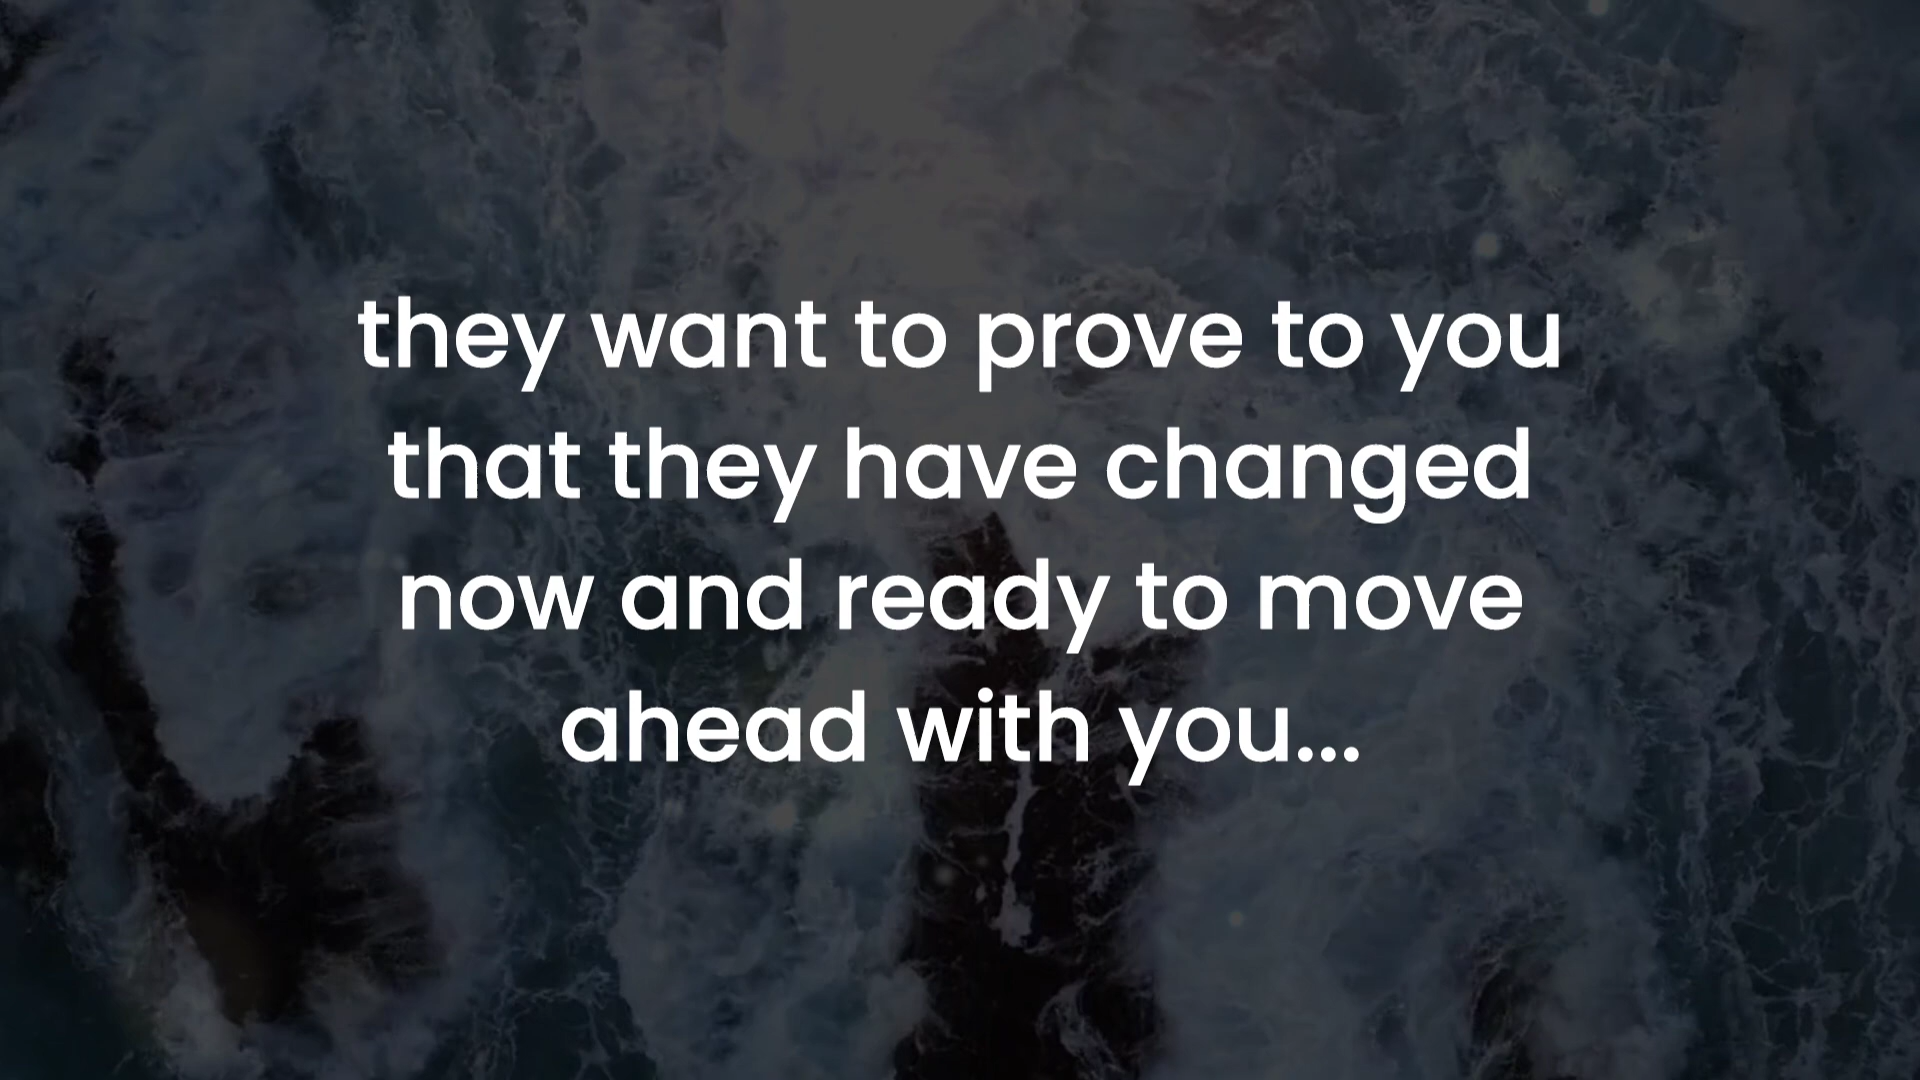 they want to prove to you
that they have changed
now and ready to move
ahead with you...